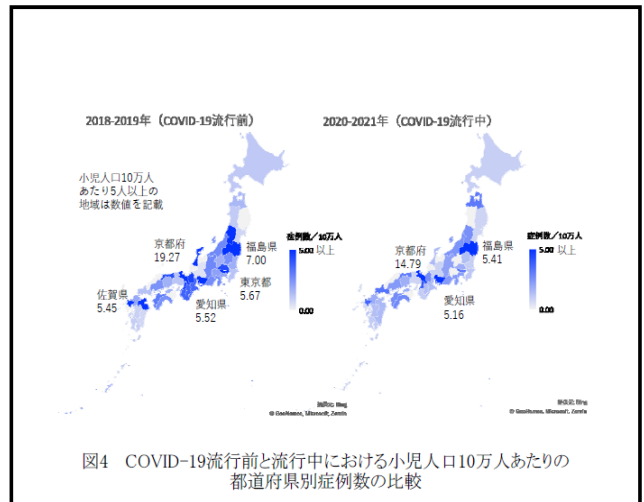 2018-2019年（COVID-19流行前）
小児人口10万人
あたり5人以上の
地域は数値を記載
京都府
19.27
佐賀県
5.45
愛知県
5.52
福島県
7.00
東京都
5.67
症例数／10万人
5.00 以上
0.00
© GeoNames, Microsoft, Zenrin
2020-2021年（COVID-19流行中）
京都府
14.79
愛知県
5.16
福島県
5.41
症例数／10万人
5.00 以上
0.00
© GeoNames, Microsoft, Zenrin
図4　COVID-19流行前と流行中における小児人口10万人あたりの
都道府県別症例数の比較